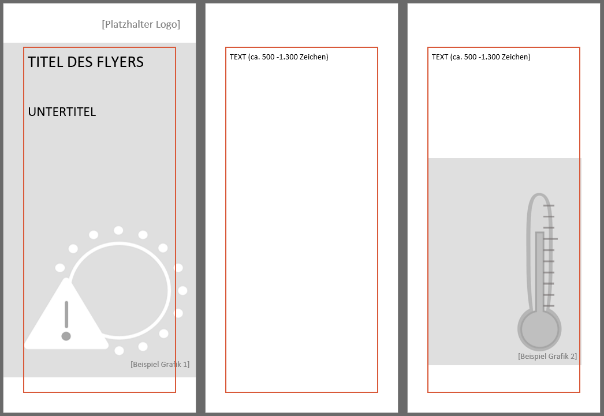 [Platzhalter Logo]
TITEL DES FLYERS
UNTERTITEL
[Beispiel Grafik 1]
TEXT (ca. 500 -1.300 Zeichen)
TEXT (ca. 500 -1.300 Zeichen)
[Beispiel Grafik 2]